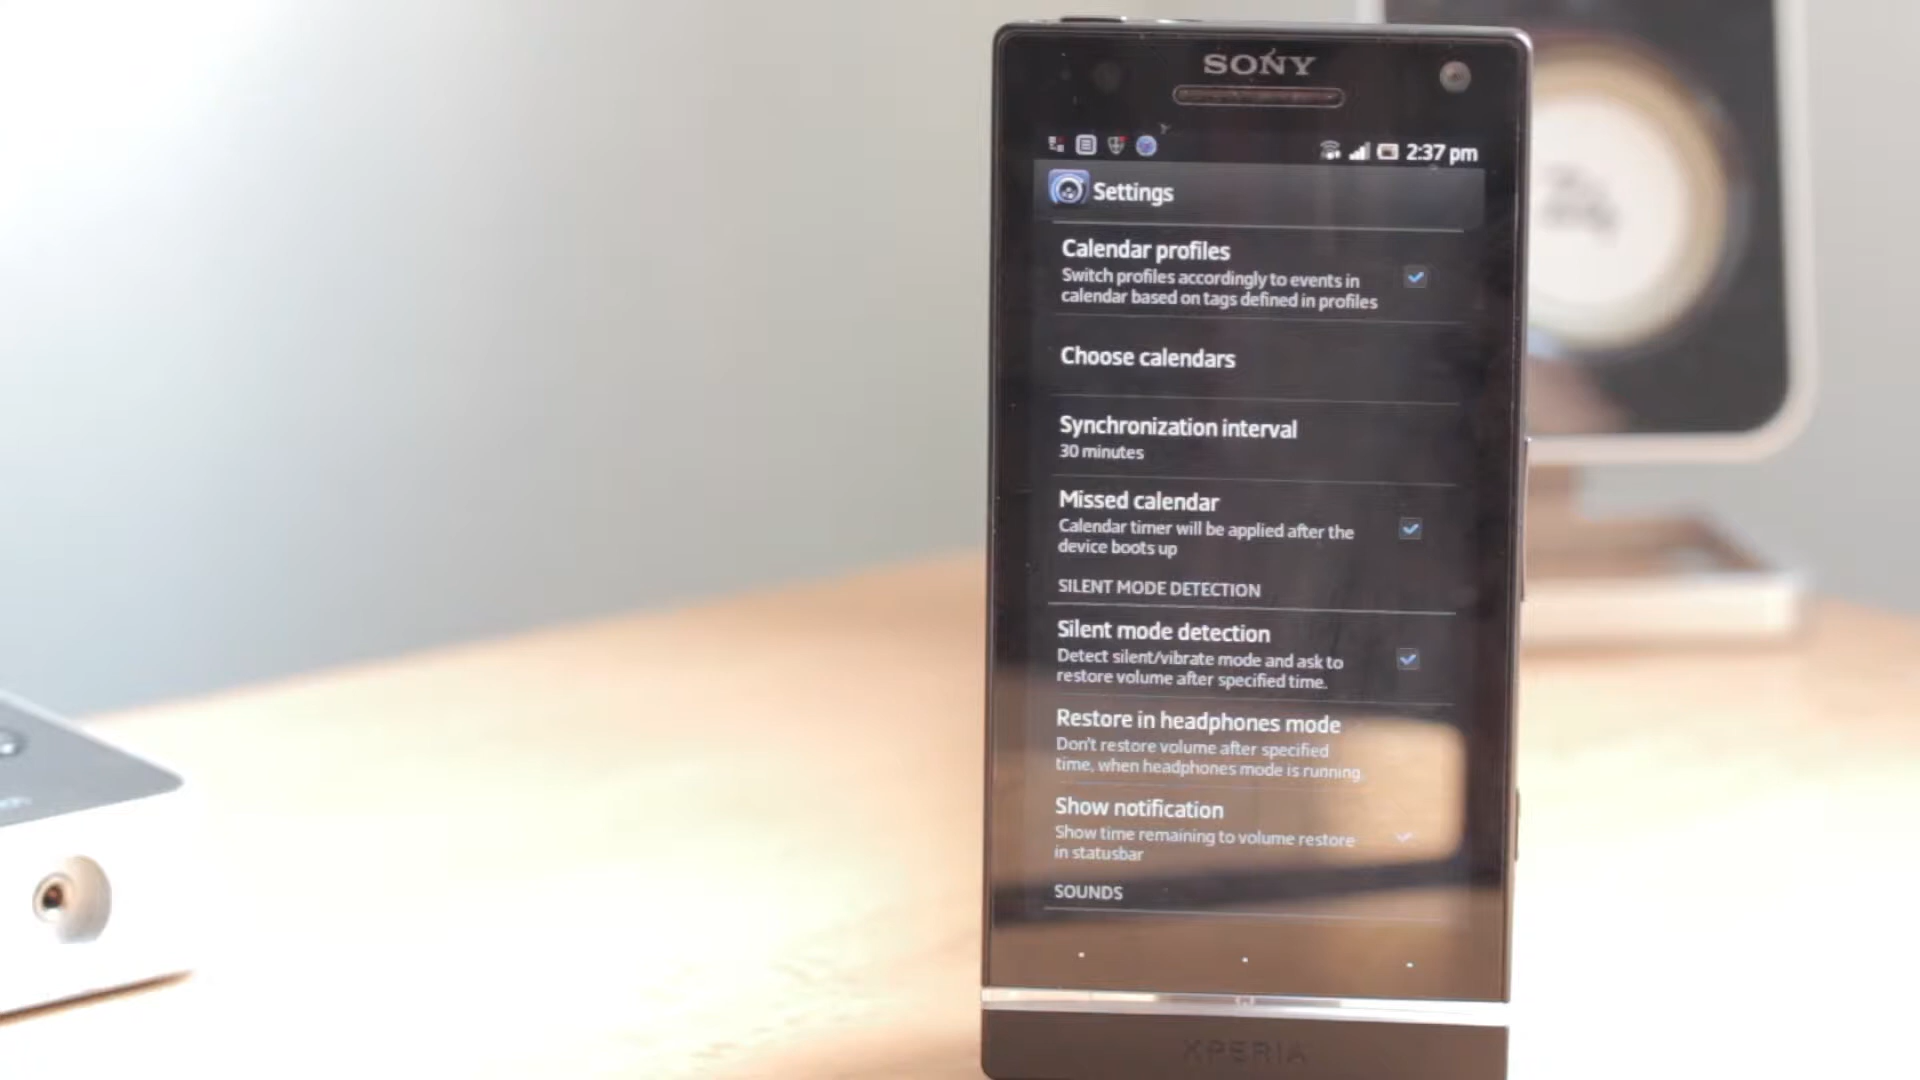 SONY
2:37 pm
Settings
Calendar profiles
Switch profiles accordingly to events in
calendar based on tags defined in profiles
Choose calendars
Synchronization interval
30 minutes
Missed calendar
Calendar timer will be applied after the
device boots up
SILENT MODE DETECTION
Silent mode detection
Detect silent/vibrate mode and ask to
restore volume after specified time.
Restore in headphones mode
Don't restore volume after specified
time, when headphones mode is running
Show notification
Show time remaining to volume restore
in statusbar
SOUNDS
XPERIA